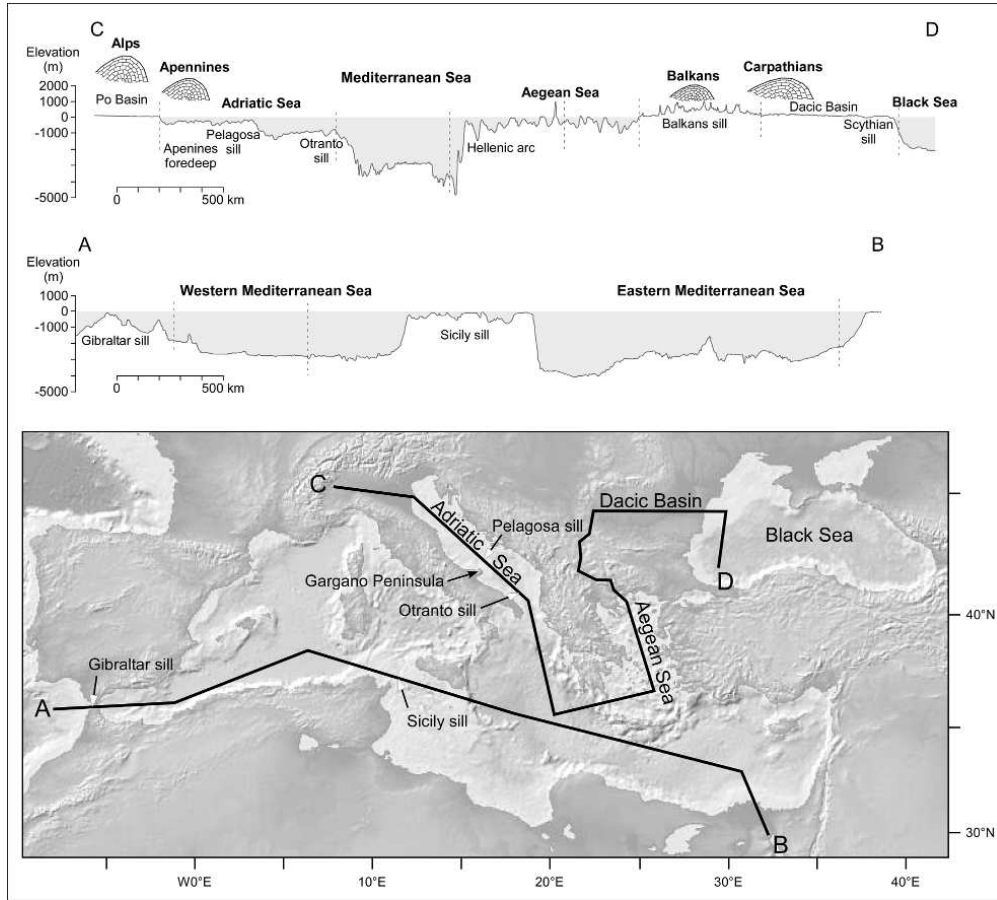 C
D
Elevation
(m)
Alps
Apennines
Mediterranean Sea
Aegean Sea
Balkans
Carpathians
2000
1000
0
-1000
-5000
Po Basin
Adriatic Sea
Dacic Basin
Black Sea
Pelagosa
sill
Apenines
foredeep
Otranto
sill
Hellenic arc
Balkans sill
Scythian
sill
0
500 km
A
B
Elevation
(m)
Western Mediterranean Sea
Eastern Mediterranean Sea
1000
0
-1000
-5000
Gibraltar sill
Sicily sill
0
500 km
C
Dacic Basin
Adriatic Sea
Pelagosa sill
Black Sea
Gargano Peninsula
D
Otranto sill
Aegean Sea
40°N
Gibraltar sill
A
Sicily sill
B
30°N
W0°E
10°E
20°E
30°E
40°E